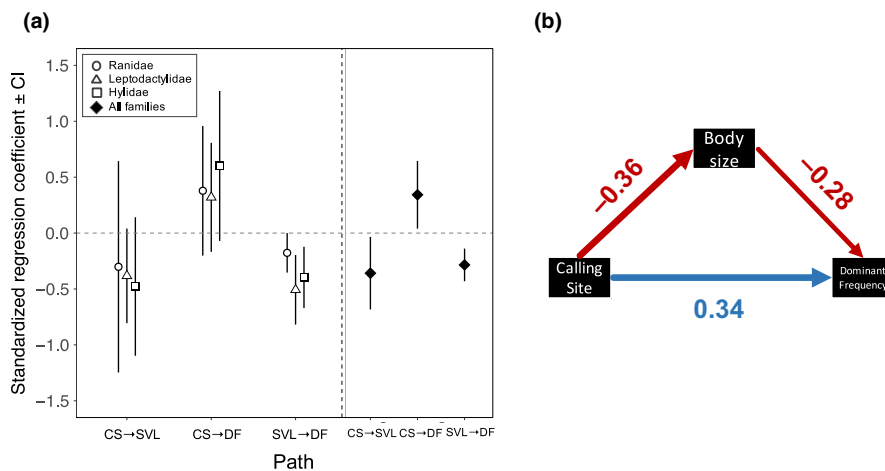 (a)
Standardized regression coefficient ± CI
1.5
1.0
0.5
0.0
−0.5
−1.0
−1.5
Ranidae
Leptodactylidae
Hylidae
All families
CS→SVL
CS→DF
SVL→DF
CS→SVL
CS→DF
SVL→DF
Path
(b)
Body
size
−0.36
−0.28
Calling
Site
Dominant
Frequency
0.34